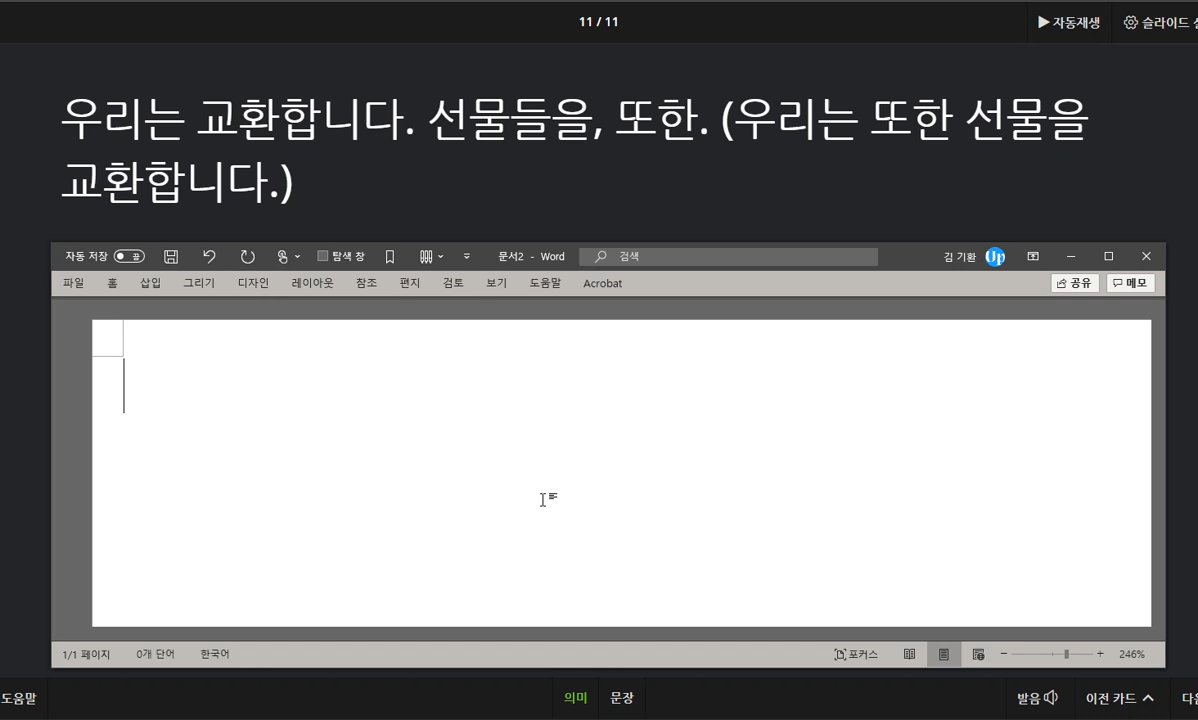 11 / 11
자동재생
슬라이드
우리는 교환합니다. 선물들을, 또한. (우리는 또한 선물을
교환합니다.)
자동 저장 끔 탐색 창 문서2 - Word 검색 김 기환 Up
파일 홈 삽입 그리기 디자인 레이아웃 참조 편지 검토 보기 도움말 Acrobat 공유 메모
1/1 페이지 0개 단어 한국어 포커스 246%
도움말 의미 문장 발음 이전 카드